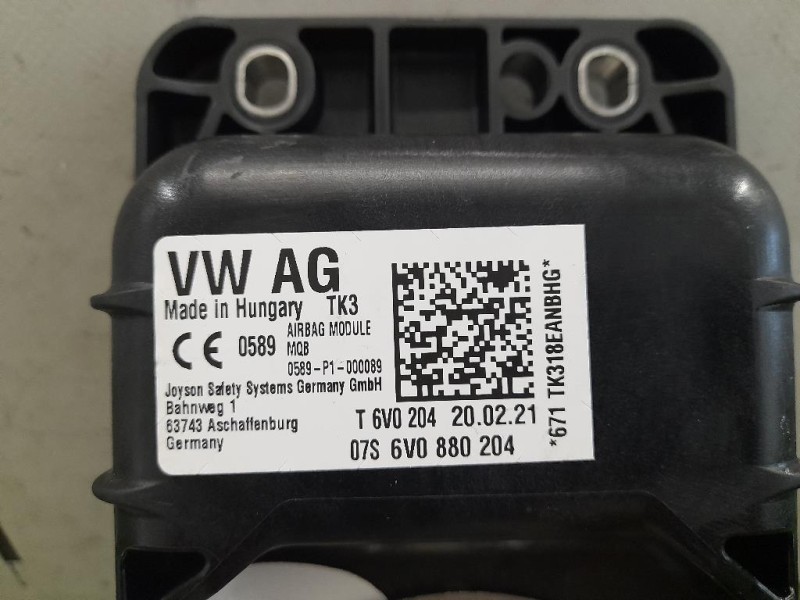 VW AG
Made in Hungary TK3
CE 0589 AIRBAG MODULE
MQB
0589-P1-000089
Joyson Safety Systems Germany GmbH
Bahnweg 1
63743 Aschaffenburg
Germany
T 6V0 204 20.02.21
07S 6V0 880 204
*671 TK318EANBHG*